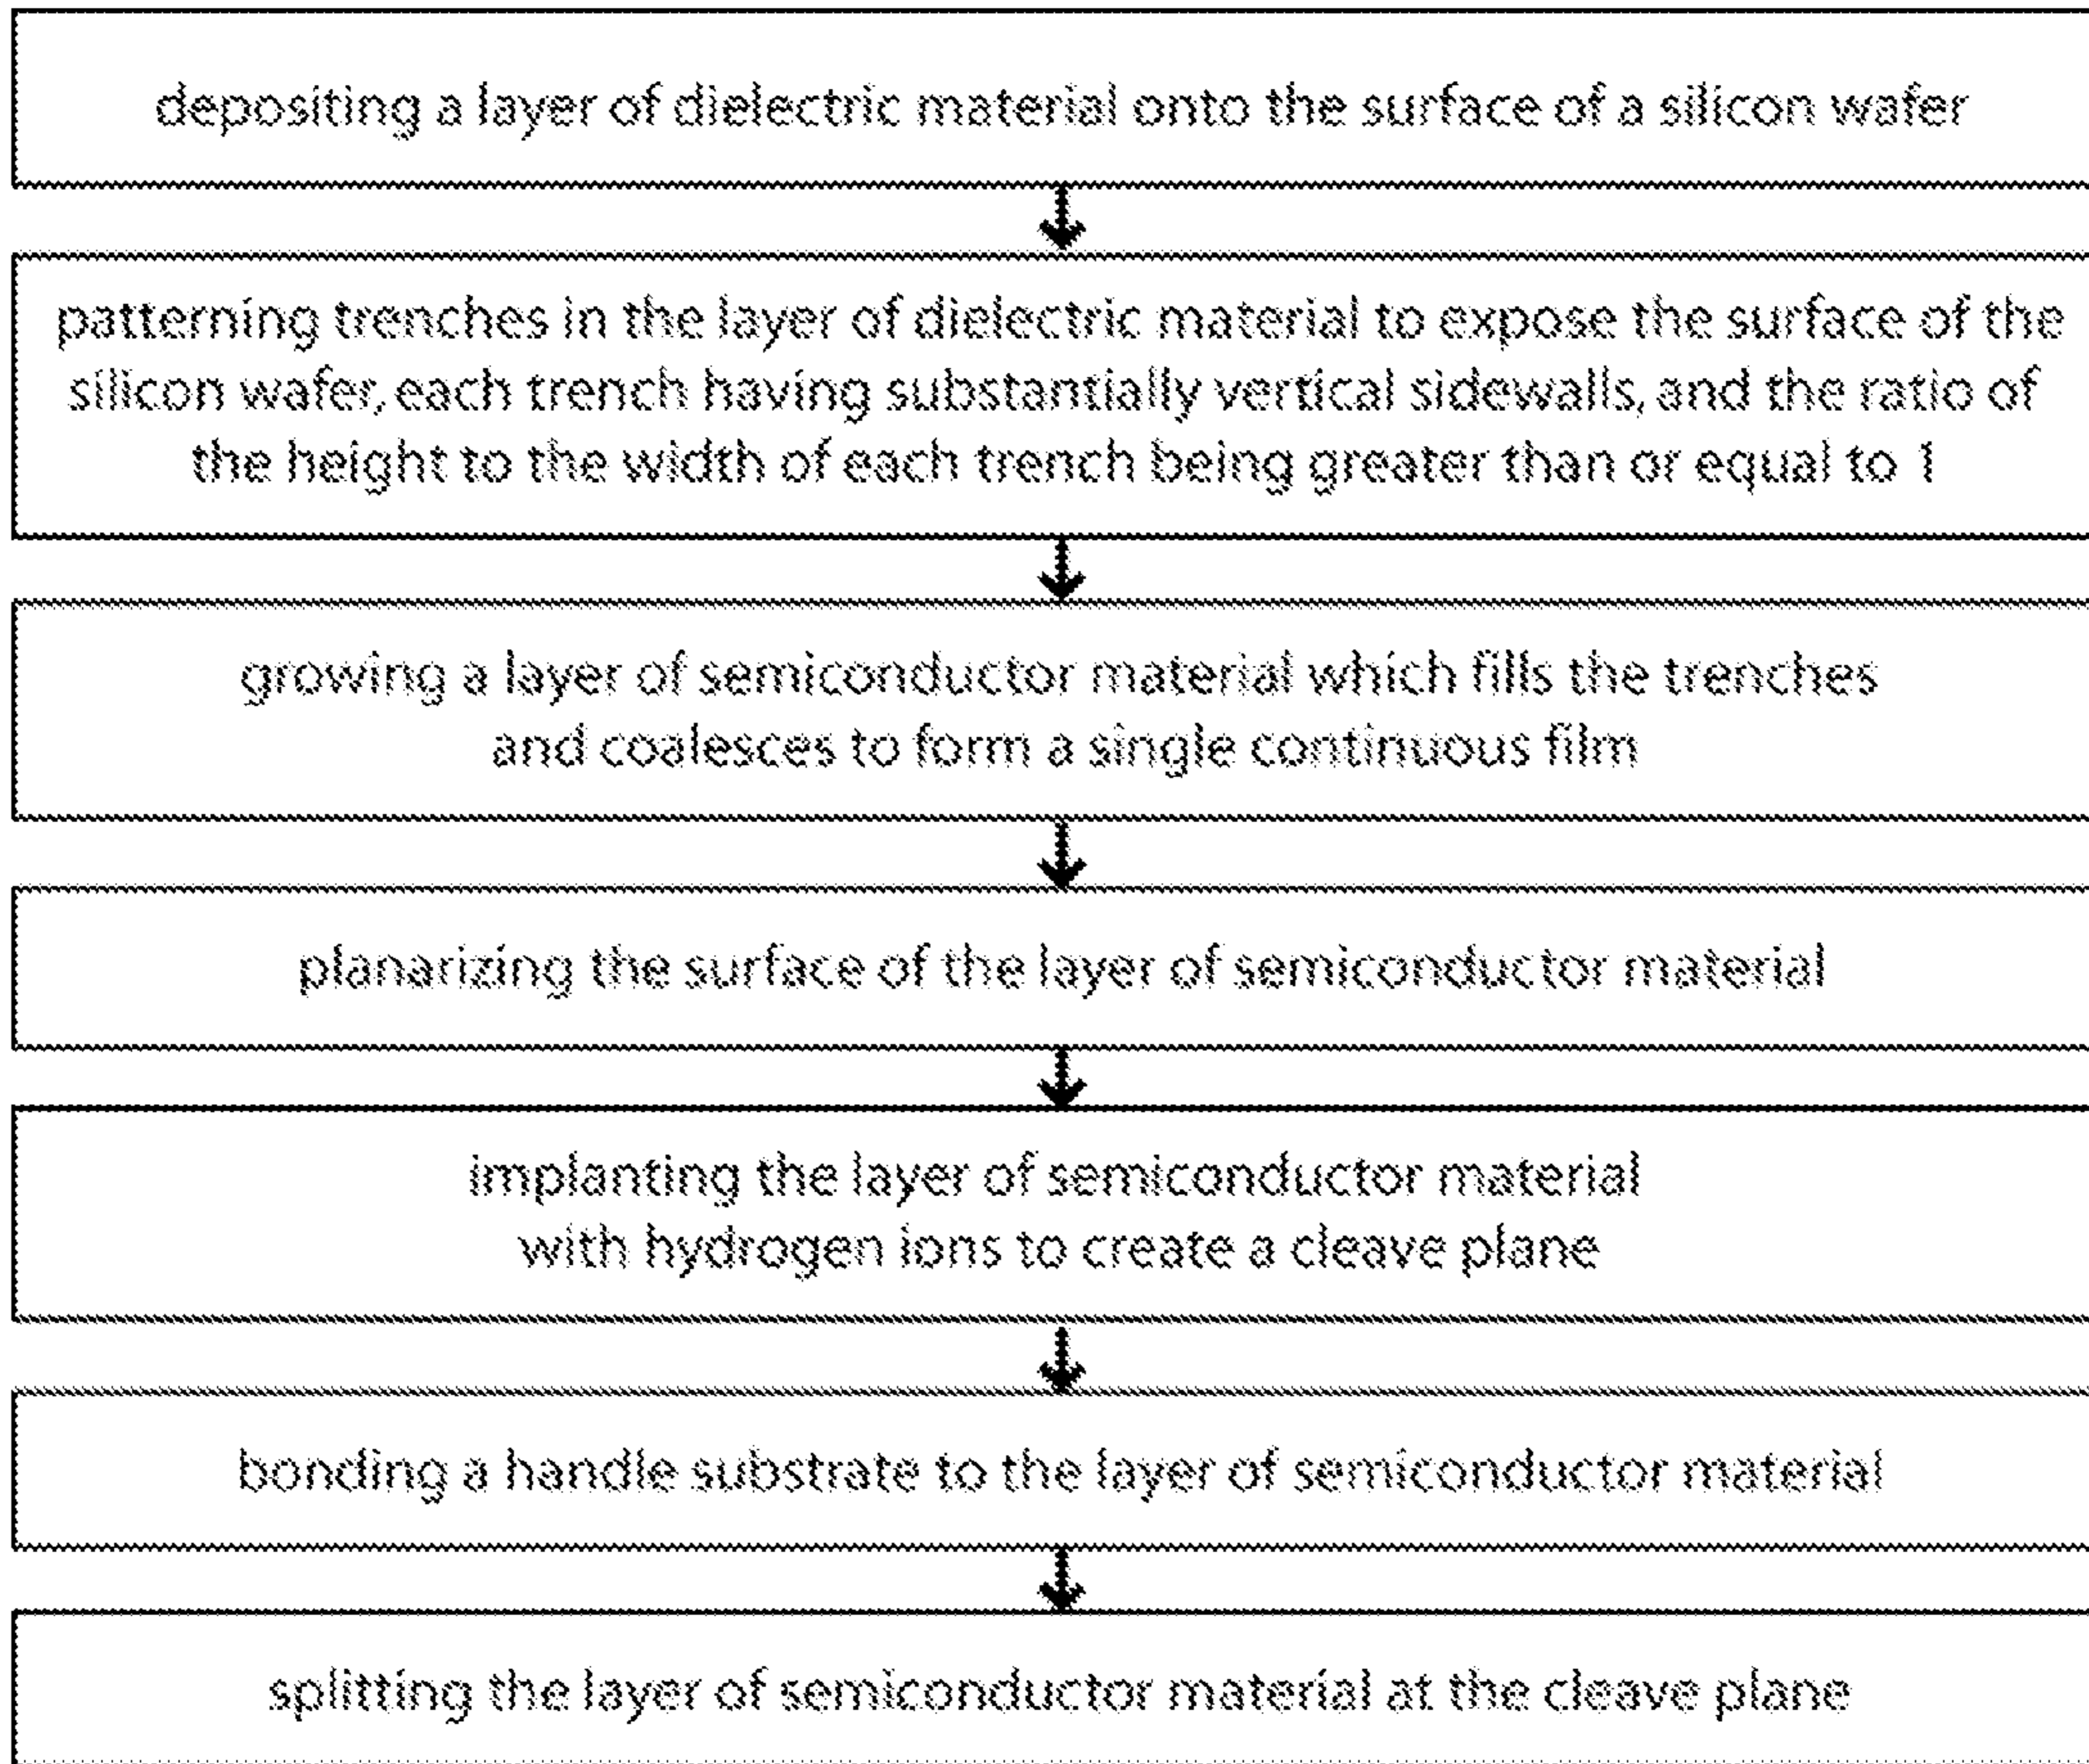 depositing a layer of dielectric material onto the surface of a silicon wafer
patterning trenches in the layer of dielectric material to expose the surface of the
silicon wafer, each trench having substantially vertical sidewalls, and the ratio of
the height to the width of each trench being greater than or equal to 1
growing a layer of semiconductor material which fills the trenches
and coalesces to form a single continuous film
planarizing the surface of the layer of semiconductor material
implanting the layer of semiconductor material
with hydrogen ions to create a cleave plane
bonding a handle substrate to the layer of semiconductor material
splitting the layer of semiconductor material at the cleave plane